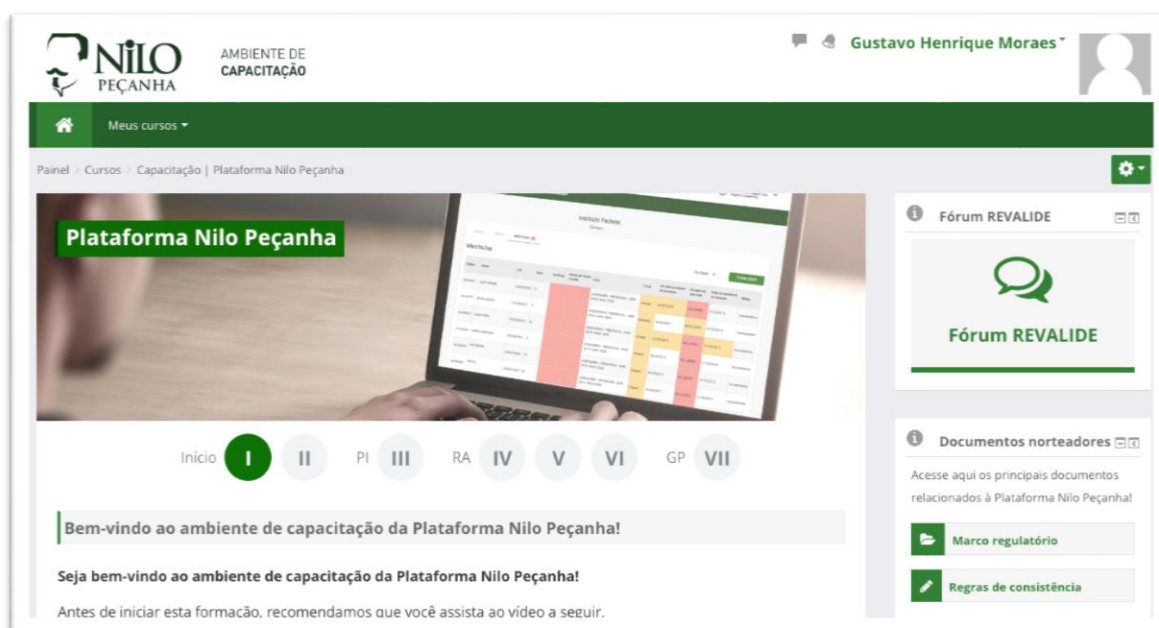 NILO
PEÇANHA
AMBIENTE DE
CAPACITAÇÃO
Gustavo Henrique Moraes
Meus cursos
Painel > Cursos > Capacitação | Plataforma Nilo Peçanha
Plataforma Nilo Peçanha
Instituto Federal
Início I II PI III RA IV V VI GP VII
Bem-vindo ao ambiente de capacitação da Plataforma Nilo Peçanha!
Seja bem-vindo ao ambiente de capacitação da Plataforma Nilo Peçanha!
Antes de iniciar esta formação, recomendamos que você assista ao vídeo a seguir.
Fórum REVALIDE
Fórum REVALIDE
Documentos norteadores
Acesse aqui os principais documentos
relacionados à Plataforma Nilo Peçanha!
Marco regulatório
Regras de consistência